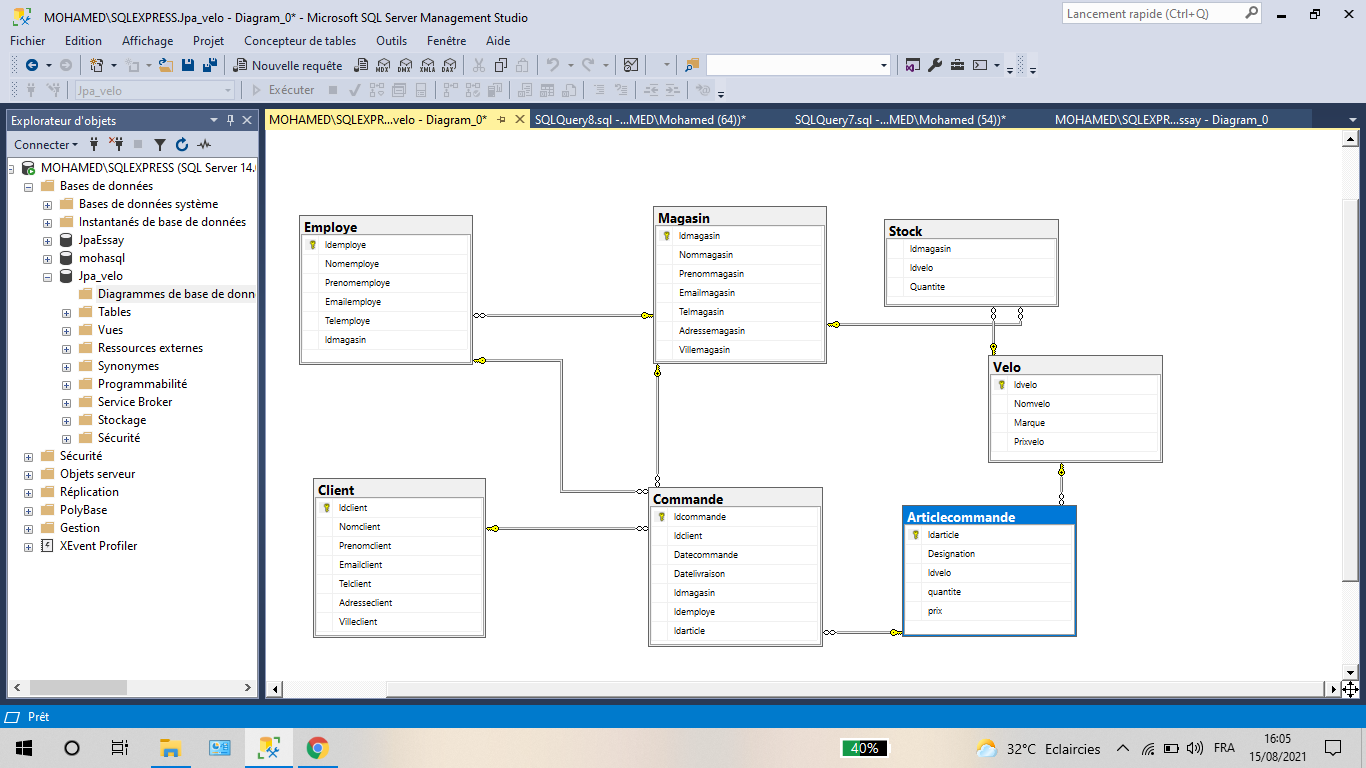 MOHAMED\SQLEXPRESS.Jpa_velo - Diagram_0* - Microsoft SQL Server Management Studio
Lancement rapide (Ctrl+Q)
Fichier Edition Affichage Projet Concepteur de tables Outils Fenêtre Aide
Nouvelle requête
MDX DMX XMLA DAX
Jpa_velo
Exécuter
Explorateur d'objets
Connecter
MOHAMED\SQLEXPRESS (SQL Server 14.
Bases de données
Bases de données système
Instantanés de base de données
JpaEssay
mohasql
Jpa_velo
Diagrammes de base de donn
Tables
Vues
Ressources externes
Synonymes
Programmabilité
Service Broker
Stockage
Sécurité
Sécurité
Objets serveur
Réplication
PolyBase
Gestion
XEvent Profiler
MOHAMED\SQLEXPR...velo - Diagram_0*
SQLQuery8.sql -...MED\Mohamed (64))*
SQLQuery7.sql -...MED\Mohamed (54))*
MOHAMED\SQLEXPR...ssay - Diagram_0
Employe
Idemploye
Nomemploye
Prenomemploye
Emailemploye
Telemploye
Idmagasin
Magasin
Idmagasin
Nommagasin
Prenommagasin
Emailmagasin
Telmagasin
Adressemagasin
Villemagasin
Stock
Idmagasin
Idvelo
Quantite
Velo
Idvelo
Nomvelo
Marque
Prixvelo
Client
Idclient
Nomclient
Prenomclient
Emailclient
Telclient
Adresseclient
Villeclient
Commande
Idcommande
Idclient
Datecommande
Datelivraison
Idmagasin
Idemploye
Idarticle
Articlecommande
Idarticle
Designation
Idvelo
quantite
prix
Prêt
40%
32°C Eclaircies
FRA
16:05
15/08/2021